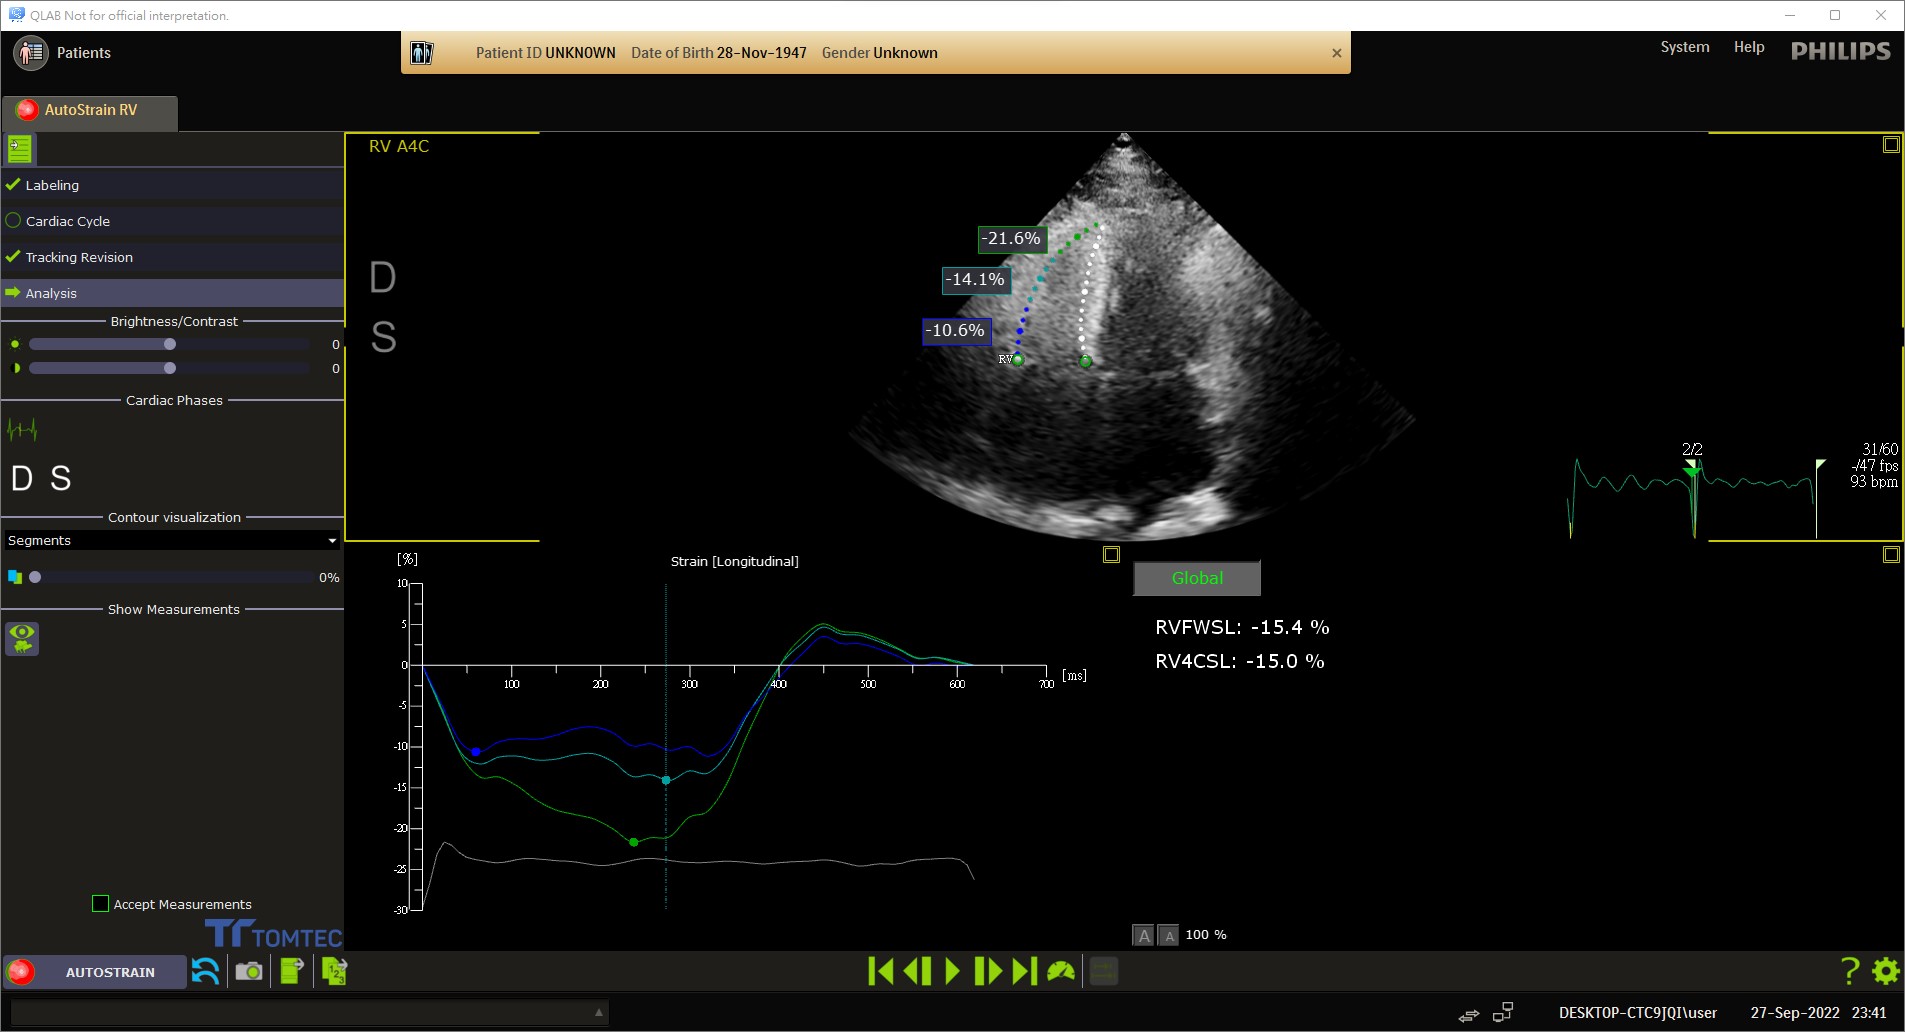 QLAB Not for official interpretation.
Patients
Patient ID UNKNOWN Date of Birth 28-Nov-1947 Gender Unknown
System Help PHILIPS
AutoStrain RV
Labeling
Cardiac Cycle
Tracking Revision
Analysis
Brightness/Contrast
0
0
Cardiac Phases
D S
Contour visualization
Segments
0%
Show Measurements
Accept Measurements
TOMTEC
RV A4C
D
S
-21.6%
-14.1%
-10.6%
RV
2/2
31/60
-/47 fps
93 bpm
[%]
Strain [Longitudinal]
10
5
0
-5
-10
-15
-20
-25
-30
100 200 300 400 500 600 700 [ms]
Global
RVFWSL: -15.4 %
RV4CSL: -15.0 %
A A 100 %
AUTOSTRAIN
1 2 3
?
DESKTOP-CTC9JQI\user 27-Sep-2022 23:41